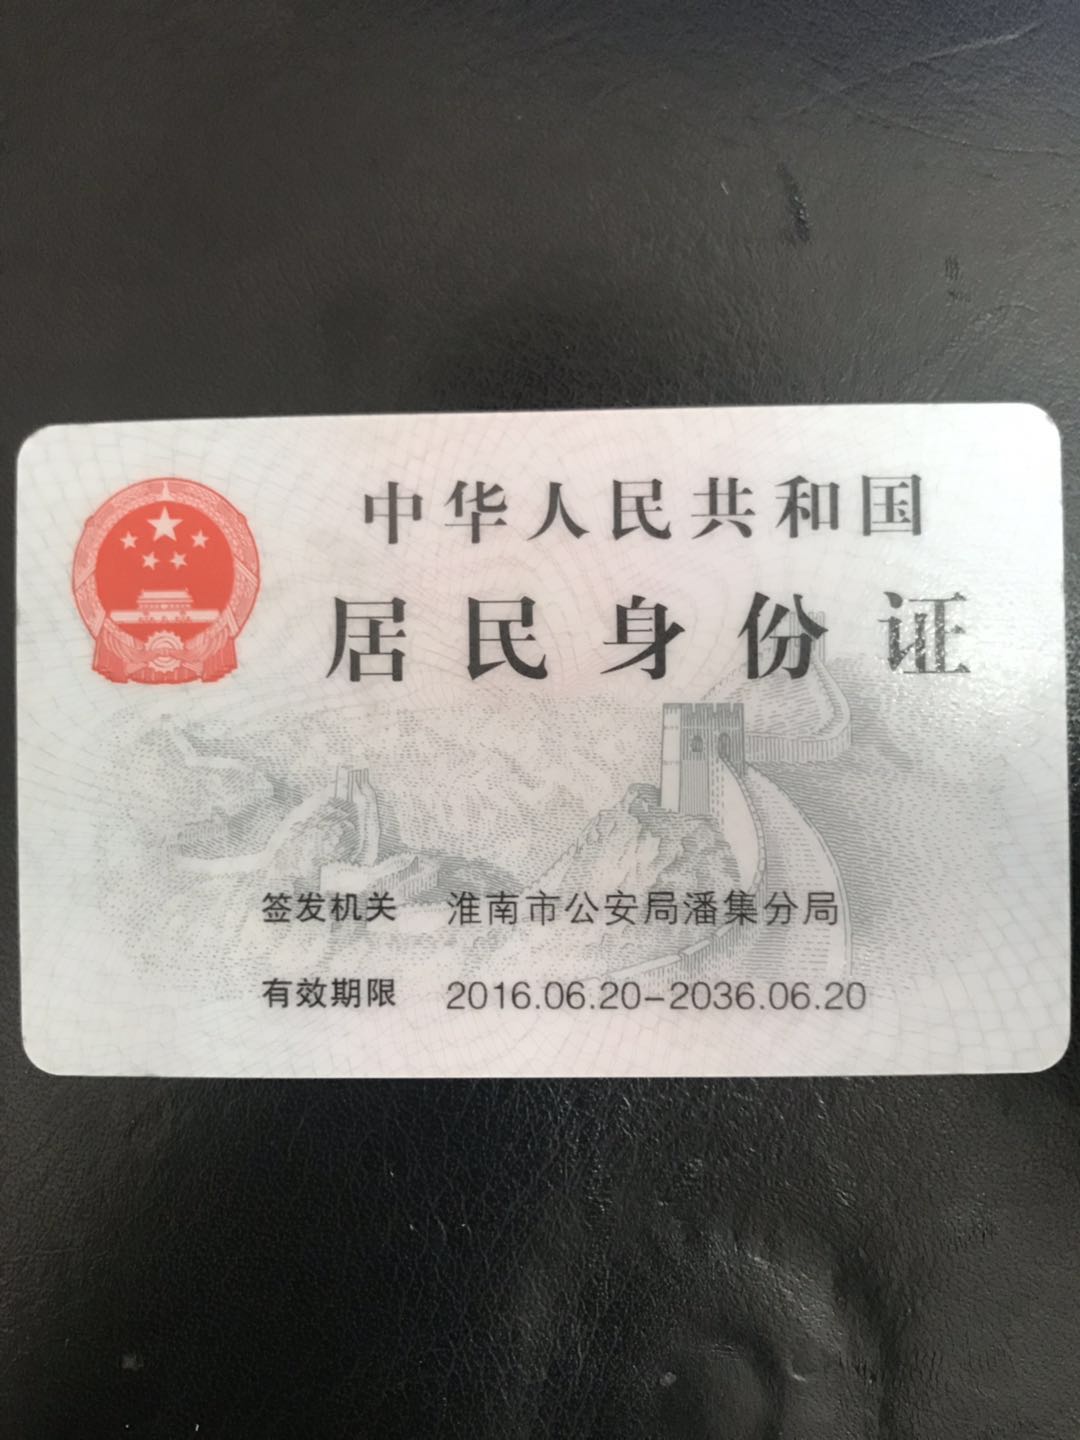 中华人民共和国
居民身份证
签发机关 淮南市公安局潘集分局
有效期限 2016.06.20-2036.06.20